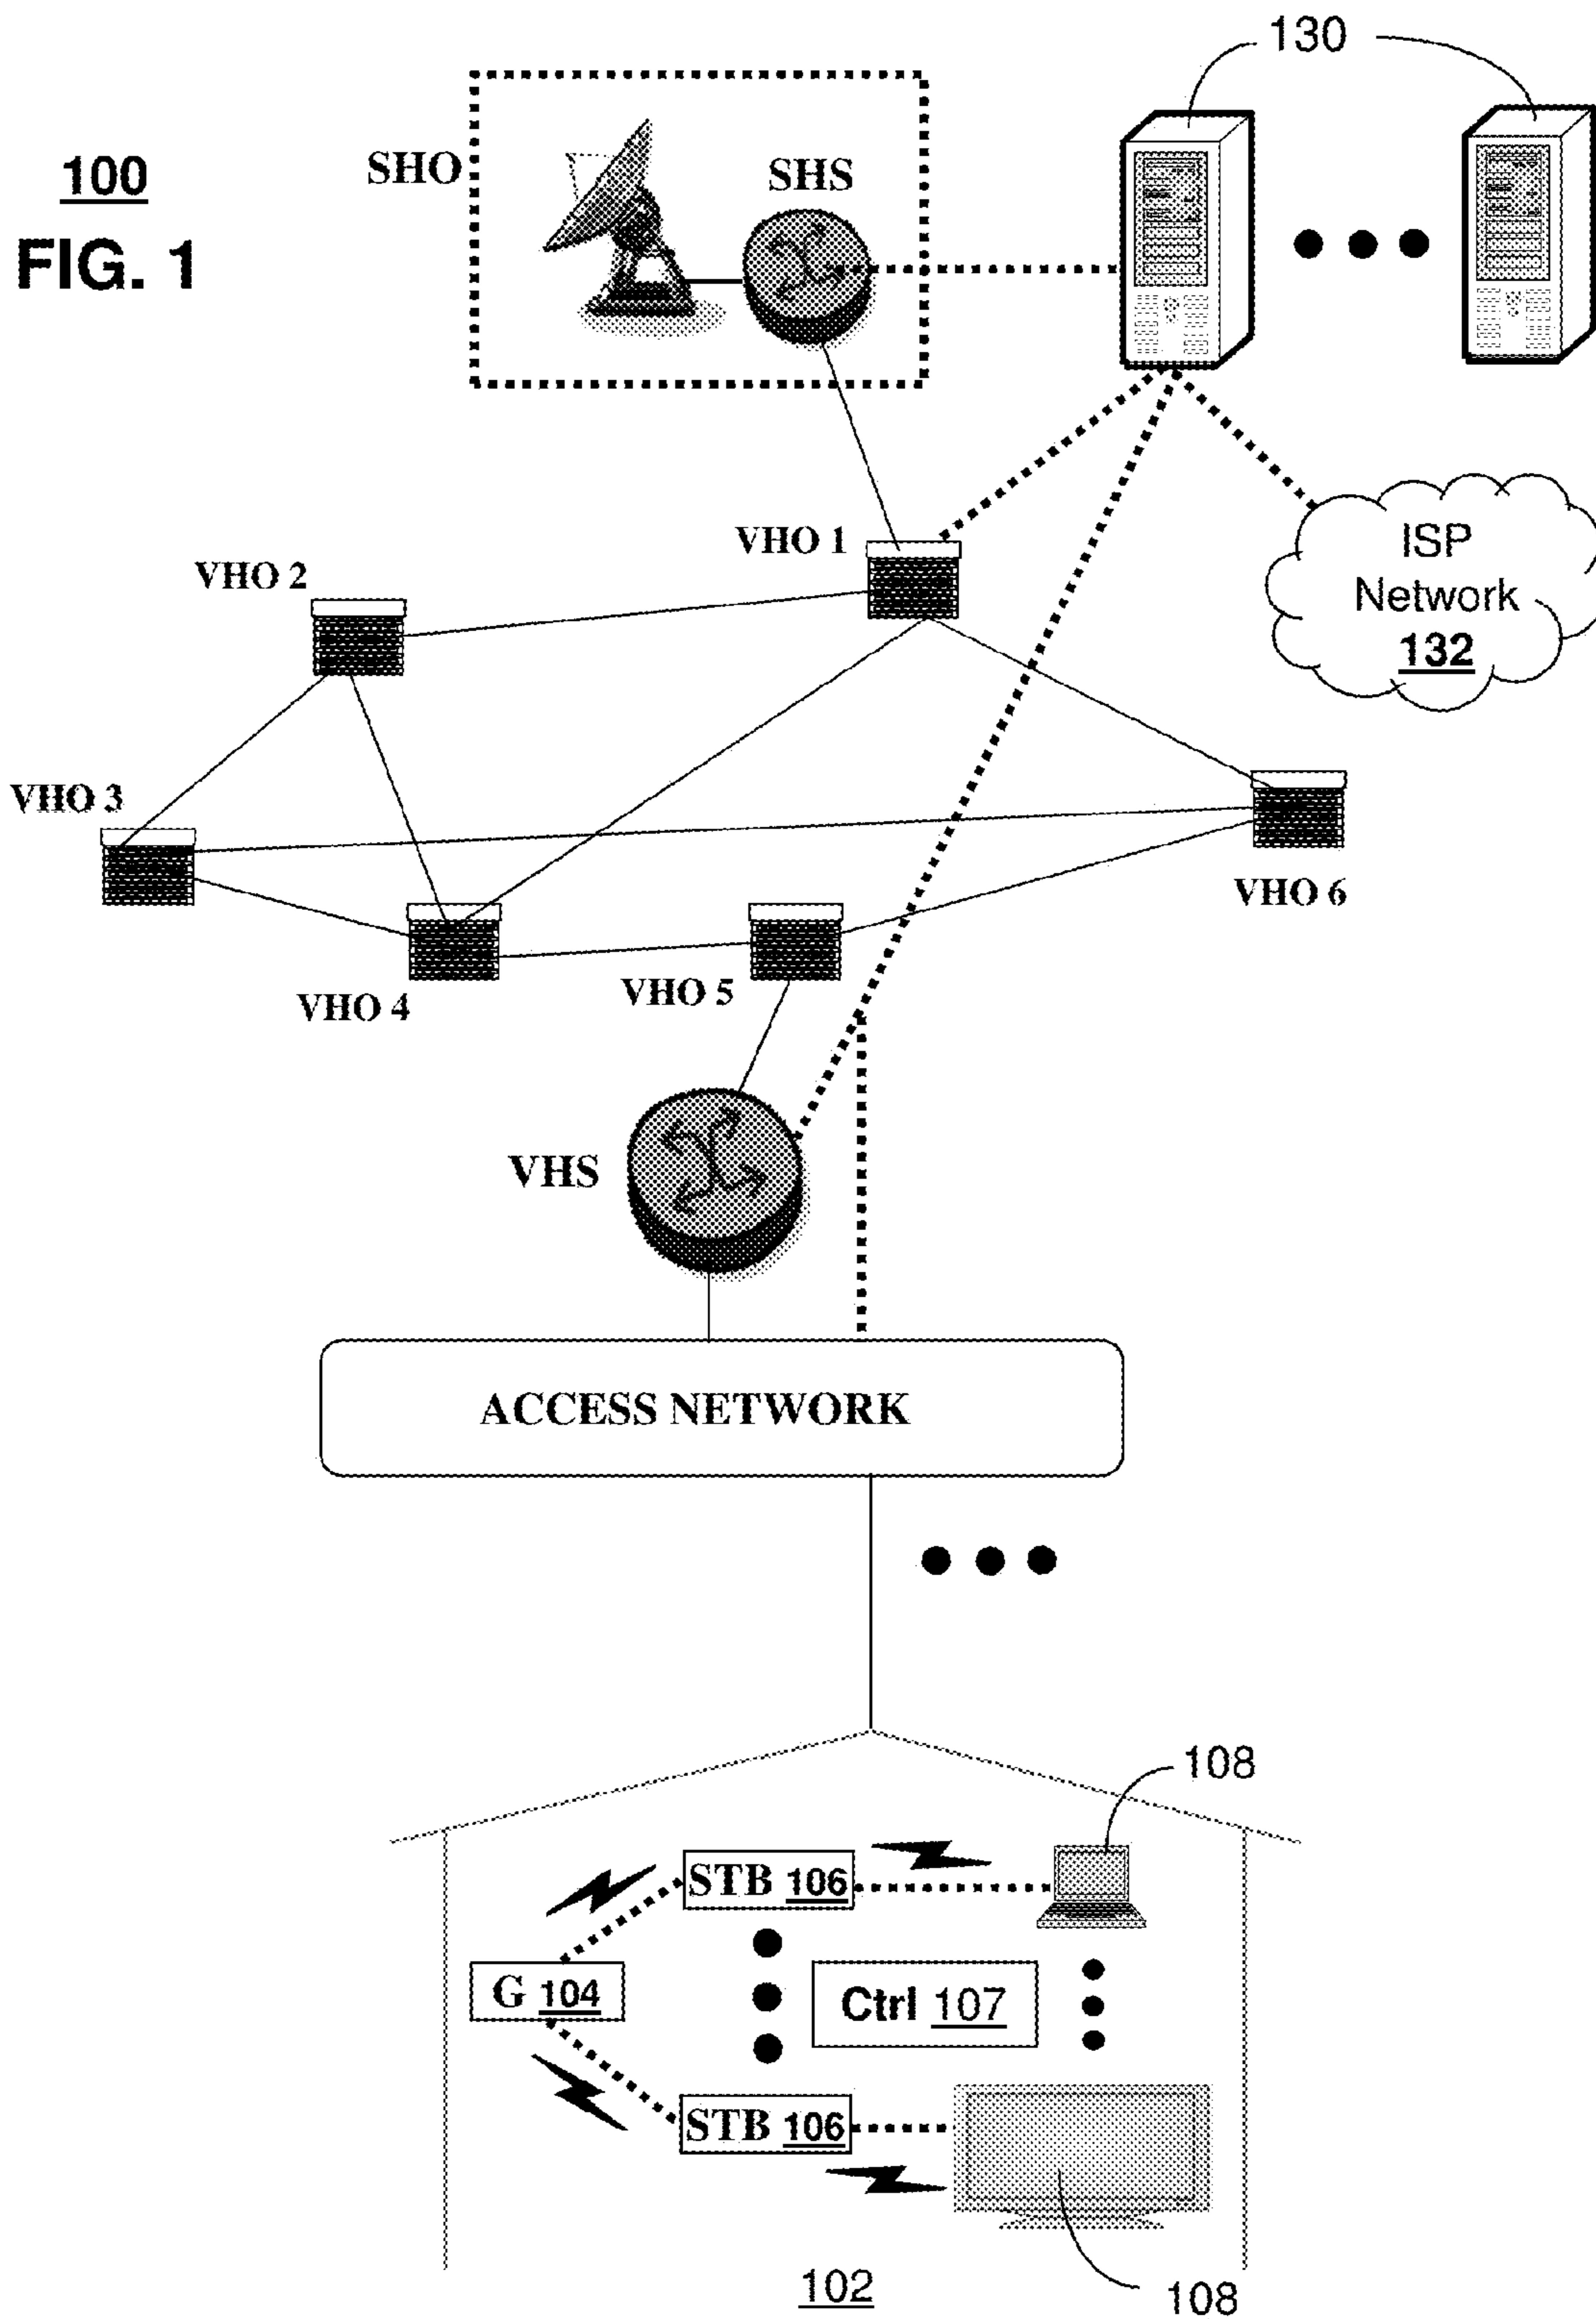 130
100
FIG. 1
SHO
SHS
VHO 1
ISP
Network
132
VHO 2
VHO 3
VHO 6
VHO 4
VHO 5
VHS
ACCESS NETWORK
108
STB 106
G 104
Ctrl 107
STB 106
102
108